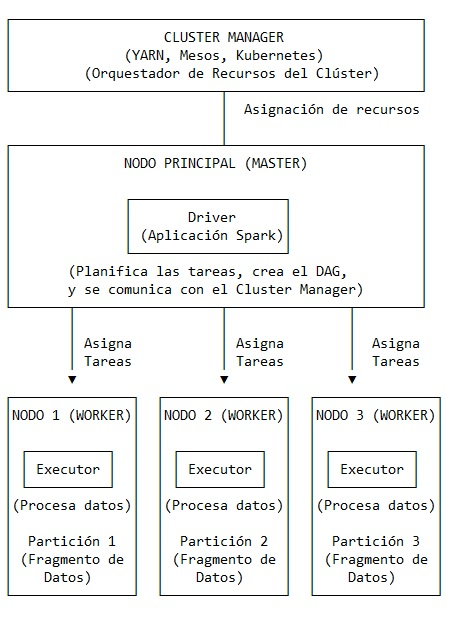 CLUSTER MANAGER
(YARN, Mesos, Kubernetes)
(Orquestador de Recursos del Clúster)
Asignación de recursos
NODO PRINCIPAL (MASTER)
Driver
(Aplicación Spark)
(Planifica las tareas, crea el DAG,
y se comunica con el Cluster Manager)
Asigna
Tareas
Asigna
Tareas
Asigna
Tareas
NODO 1 (WORKER)
Executor
(Procesa datos)
Partición 1
(Fragmento de
Datos)
NODO 2 (WORKER)
Executor
(Procesa datos)
Partición 2
(Fragmento de
Datos)
NODO 3 (WORKER)
Executor
(Procesa datos)
Partición 3
(Fragmento de
Datos)